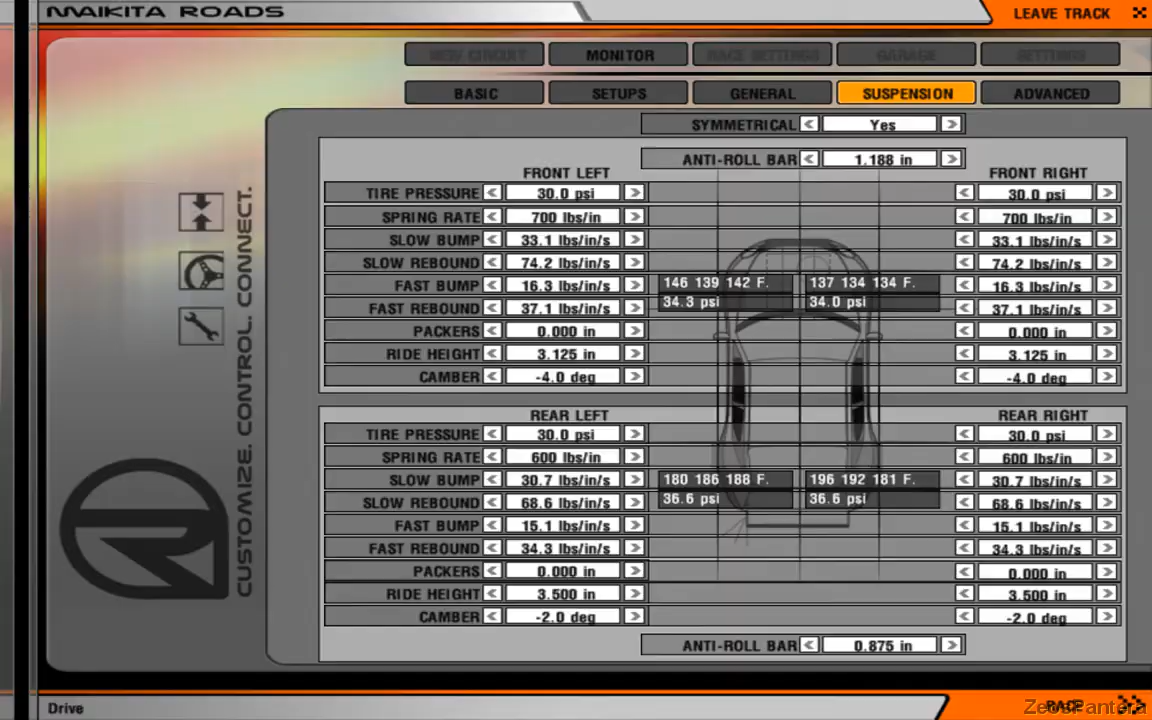 MAIKITA ROADS
LEAVE TRACK
NEW CIRCUIT MONITOR RACE SETTINGS GARAGE SETTINGS
BASIC SETUPS GENERAL SUSPENSION ADVANCED
SYMMETRICAL < Yes >
ANTI-ROLL BAR < 1.188 in >
FRONT LEFT FRONT RIGHT
TIRE PRESSURE < 30.0 psi > < 30.0 psi >
SPRING RATE < 700 lbs/in > < 700 lbs/in >
SLOW BUMP < 33.1 lbs/in/s > < 33.1 lbs/in/s >
SLOW REBOUND < 74.2 lbs/in/s > < 74.2 lbs/in/s >
FAST BUMP < 16.3 lbs/in/s > 146 139 142 F. 137 134 134 F. < 16.3 lbs/in/s >
34.3 psi 34.0 psi
FAST REBOUND < 37.1 lbs/in/s > < 37.1 lbs/in/s >
PACKERS < 0.000 in > < 0.000 in >
RIDE HEIGHT < 3.125 in > < 3.125 in >
CAMBER < -4.0 deg > < -4.0 deg >
REAR LEFT REAR RIGHT
TIRE PRESSURE < 30.0 psi > < 30.0 psi >
SPRING RATE < 600 lbs/in > < 600 lbs/in >
SLOW BUMP < 30.7 lbs/in/s > 180 186 188 F. 196 192 181 F. < 30.7 lbs/in/s >
36.6 psi 36.6 psi
SLOW REBOUND < 68.6 lbs/in/s > < 68.6 lbs/in/s >
FAST BUMP < 15.1 lbs/in/s > < 15.1 lbs/in/s >
FAST REBOUND < 34.3 lbs/in/s > < 34.3 lbs/in/s >
PACKERS < 0.000 in > < 0.000 in >
RIDE HEIGHT < 3.500 in > < 3.500 in >
CAMBER < -2.0 deg > < -2.0 deg >
ANTI-ROLL BAR < 0.875 in >
CUSTOMIZE. CONTROL. CONNECT.
Drive
RACE
ZeosPantera